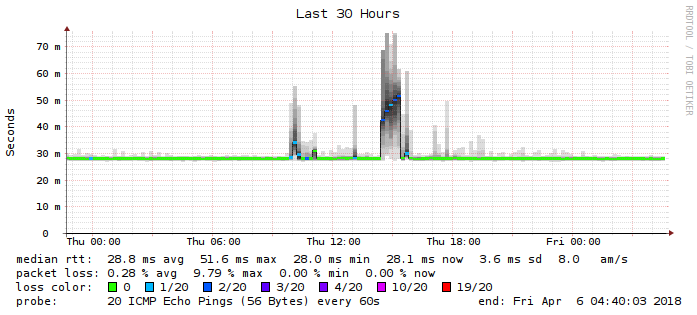 Last 30 Hours
RRDTOOL / TOBI OETIKER
Seconds
70 m
60 m
50 m
40 m
30 m
20 m
10 m
0
Thu 00:00 Thu 06:00 Thu 12:00 Thu 18:00 Fri 00:00
median rtt: 28.8 ms avg 51.6 ms max 28.0 ms min 28.1 ms now 3.6 ms sd 8.0 am/s
packet loss: 0.28 % avg 9.79 % max 0.00 % min 0.00 % now
loss color: 0 1/20 2/20 3/20 4/20 10/20 19/20
probe: 20 ICMP Echo Pings (56 Bytes) every 60s end: Fri Apr 6 04:40:03 2018